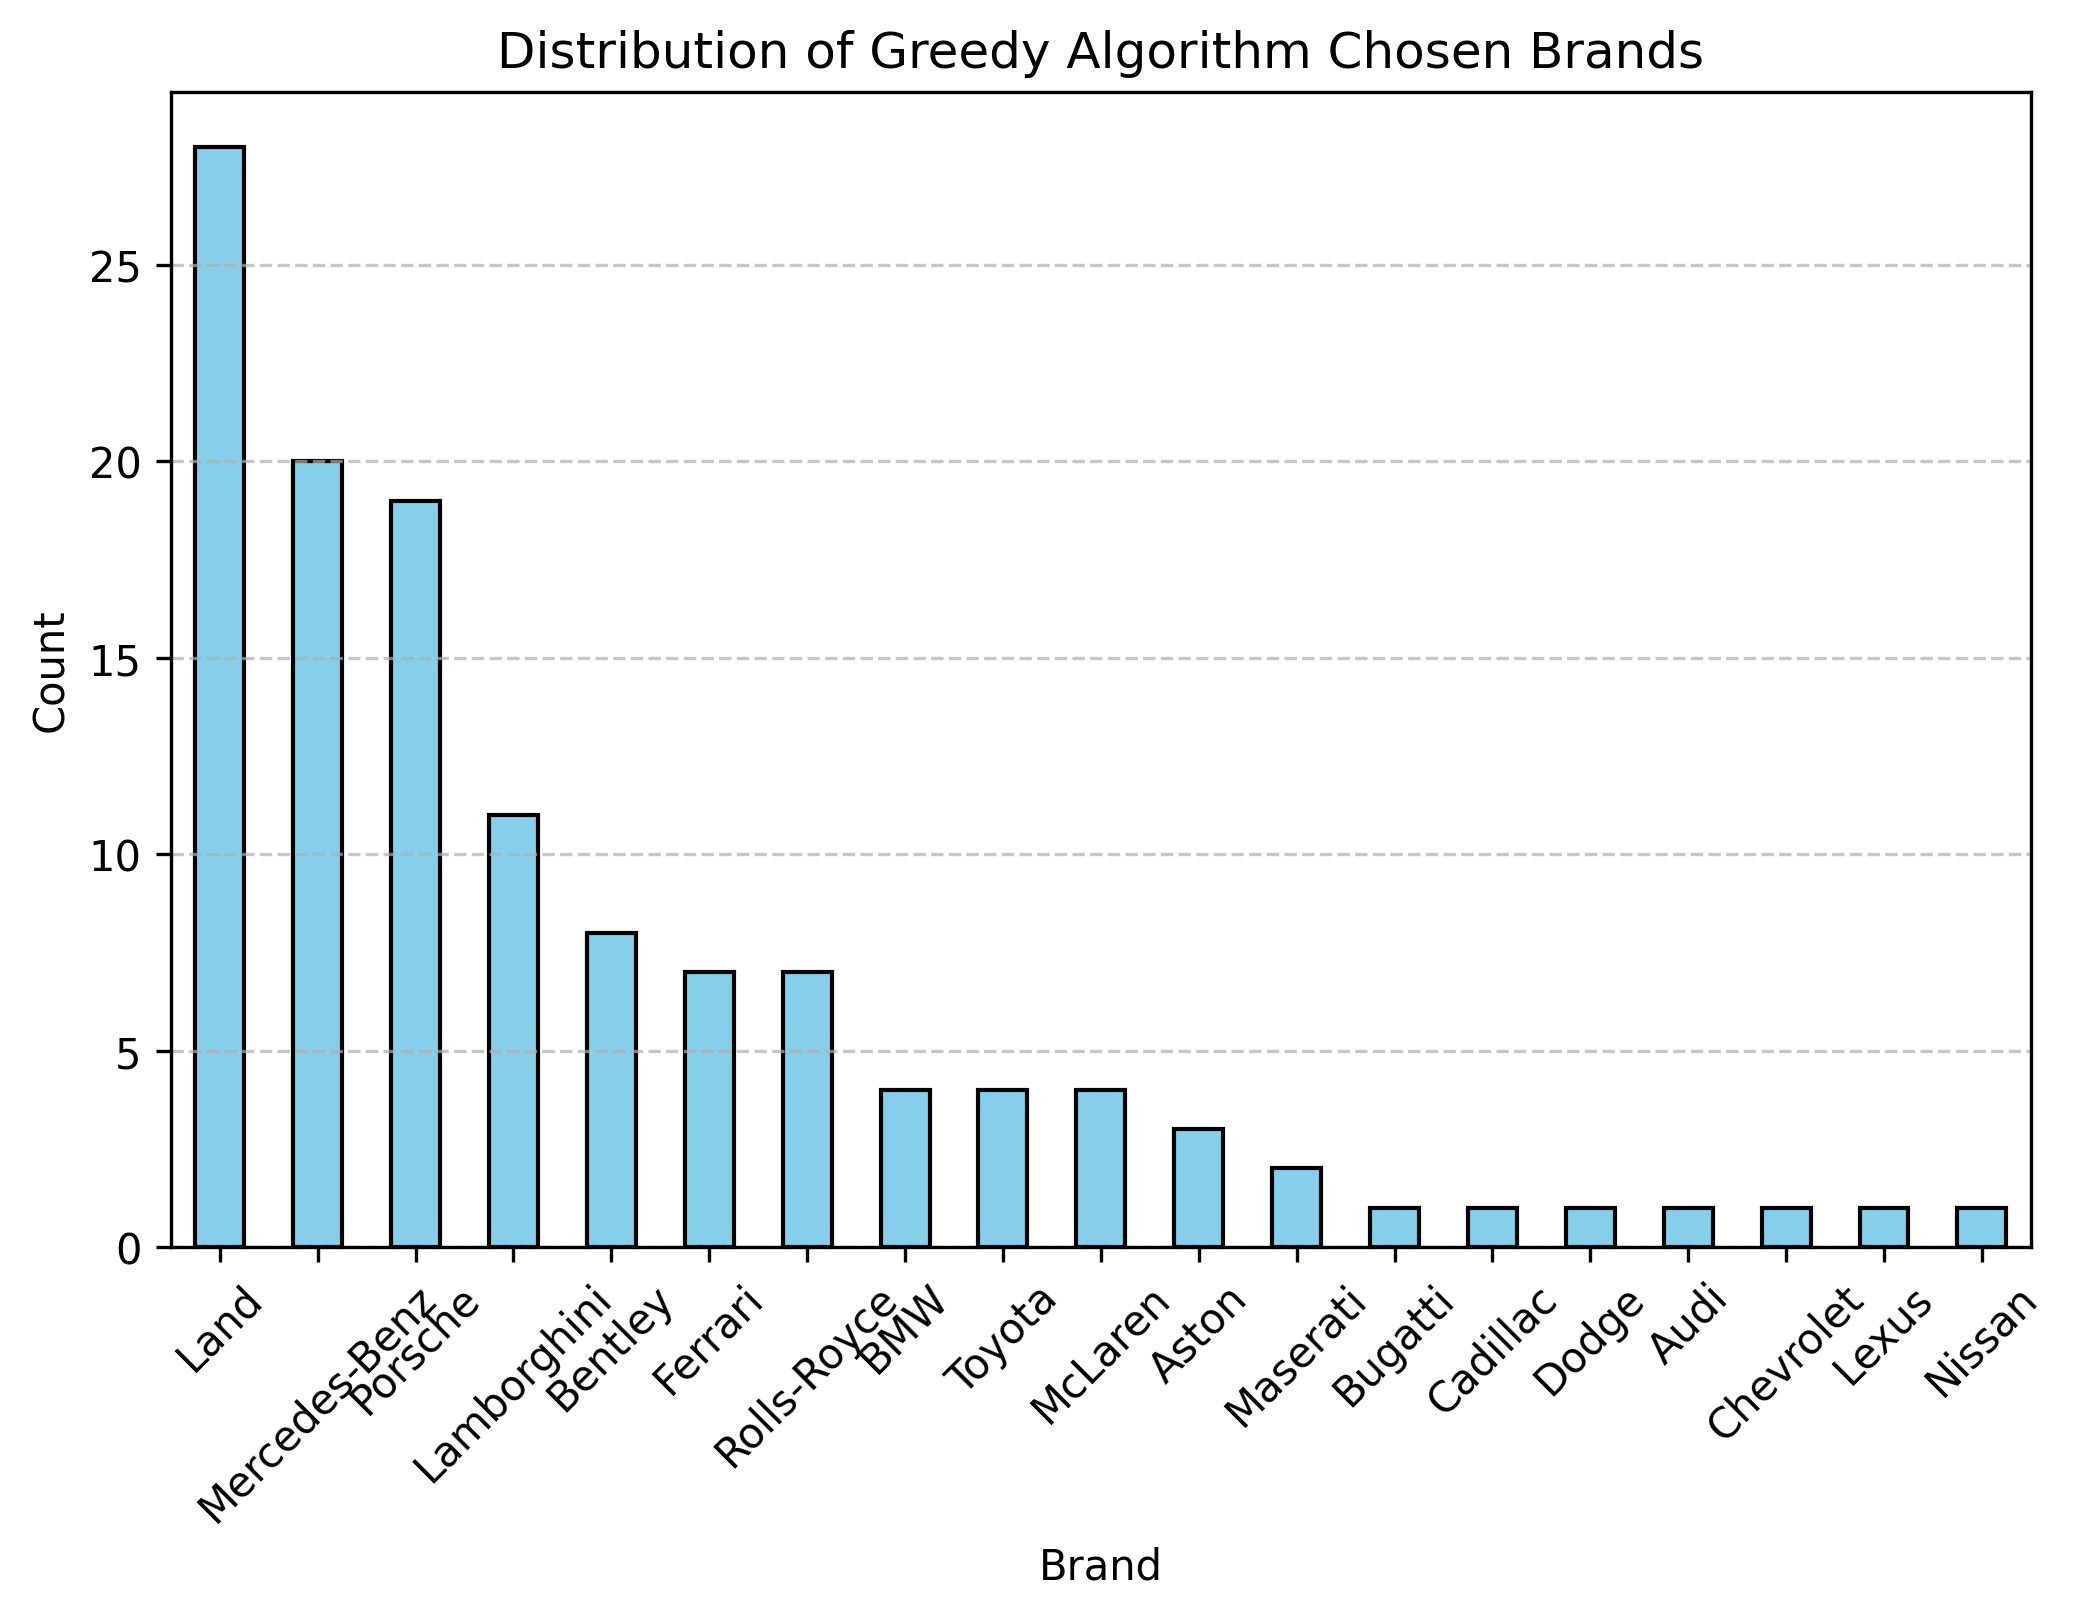 Distribution of Greedy Algorithm Chosen Brands
Count
25
20
15
10
5
0
Land
Mercedes-Benz
Porsche
Lamborghini
Bentley
Ferrari
Rolls-Royce
BMW
Toyota
McLaren
Aston
Maserati
Bugatti
Cadillac
Dodge
Audi
Chevrolet
Lexus
Nissan
Brand